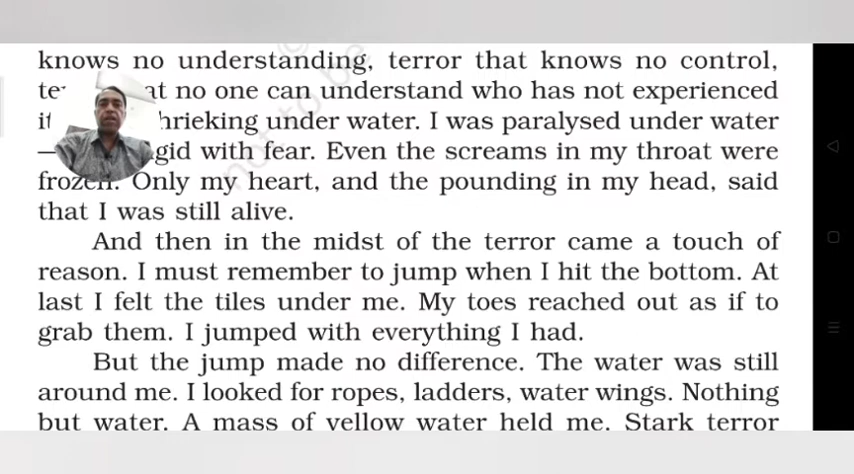 knows no understanding, terror that knows no control,
at no one can understand who has not experienced
hrieking under water. I was paralysed under water
— gid with fear. Even the screams in my throat were
frozen. Only my heart, and the pounding in my head, said
that I was still alive.
And then in the midst of the terror came a touch of
reason. I must remember to jump when I hit the bottom. At
last I felt the tiles under me. My toes reached out as if to
grab them. I jumped with everything I had.
But the jump made no difference. The water was still
around me. I looked for ropes, ladders, water wings. Nothing
but water. A mass of yellow water held me. Stark terror